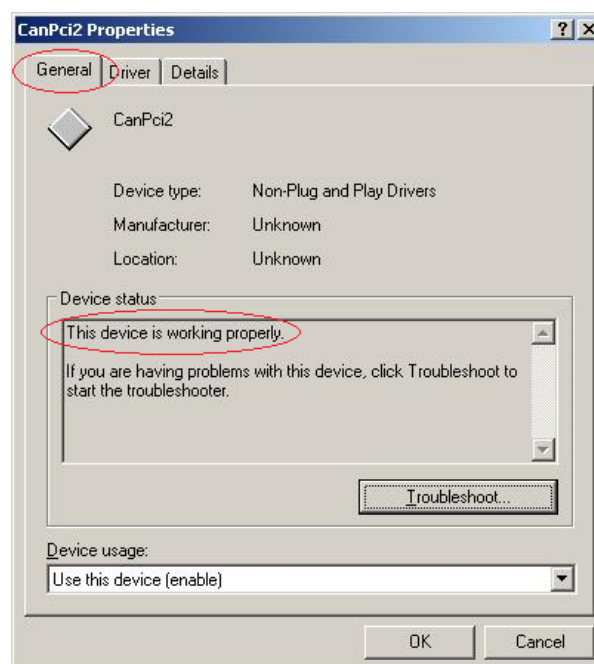 CanPci2 Properties
General
Driver
Details
CanPci2
Device type: Non-Plug and Play Drivers
Manufacturer: Unknown
Location: Unknown
Device status
This device is working properly.
If you are having problems with this device, click Troubleshoot to
start the troubleshooter.
Troubleshoot...
Device usage:
Use this device (enable)
OK
Cancel